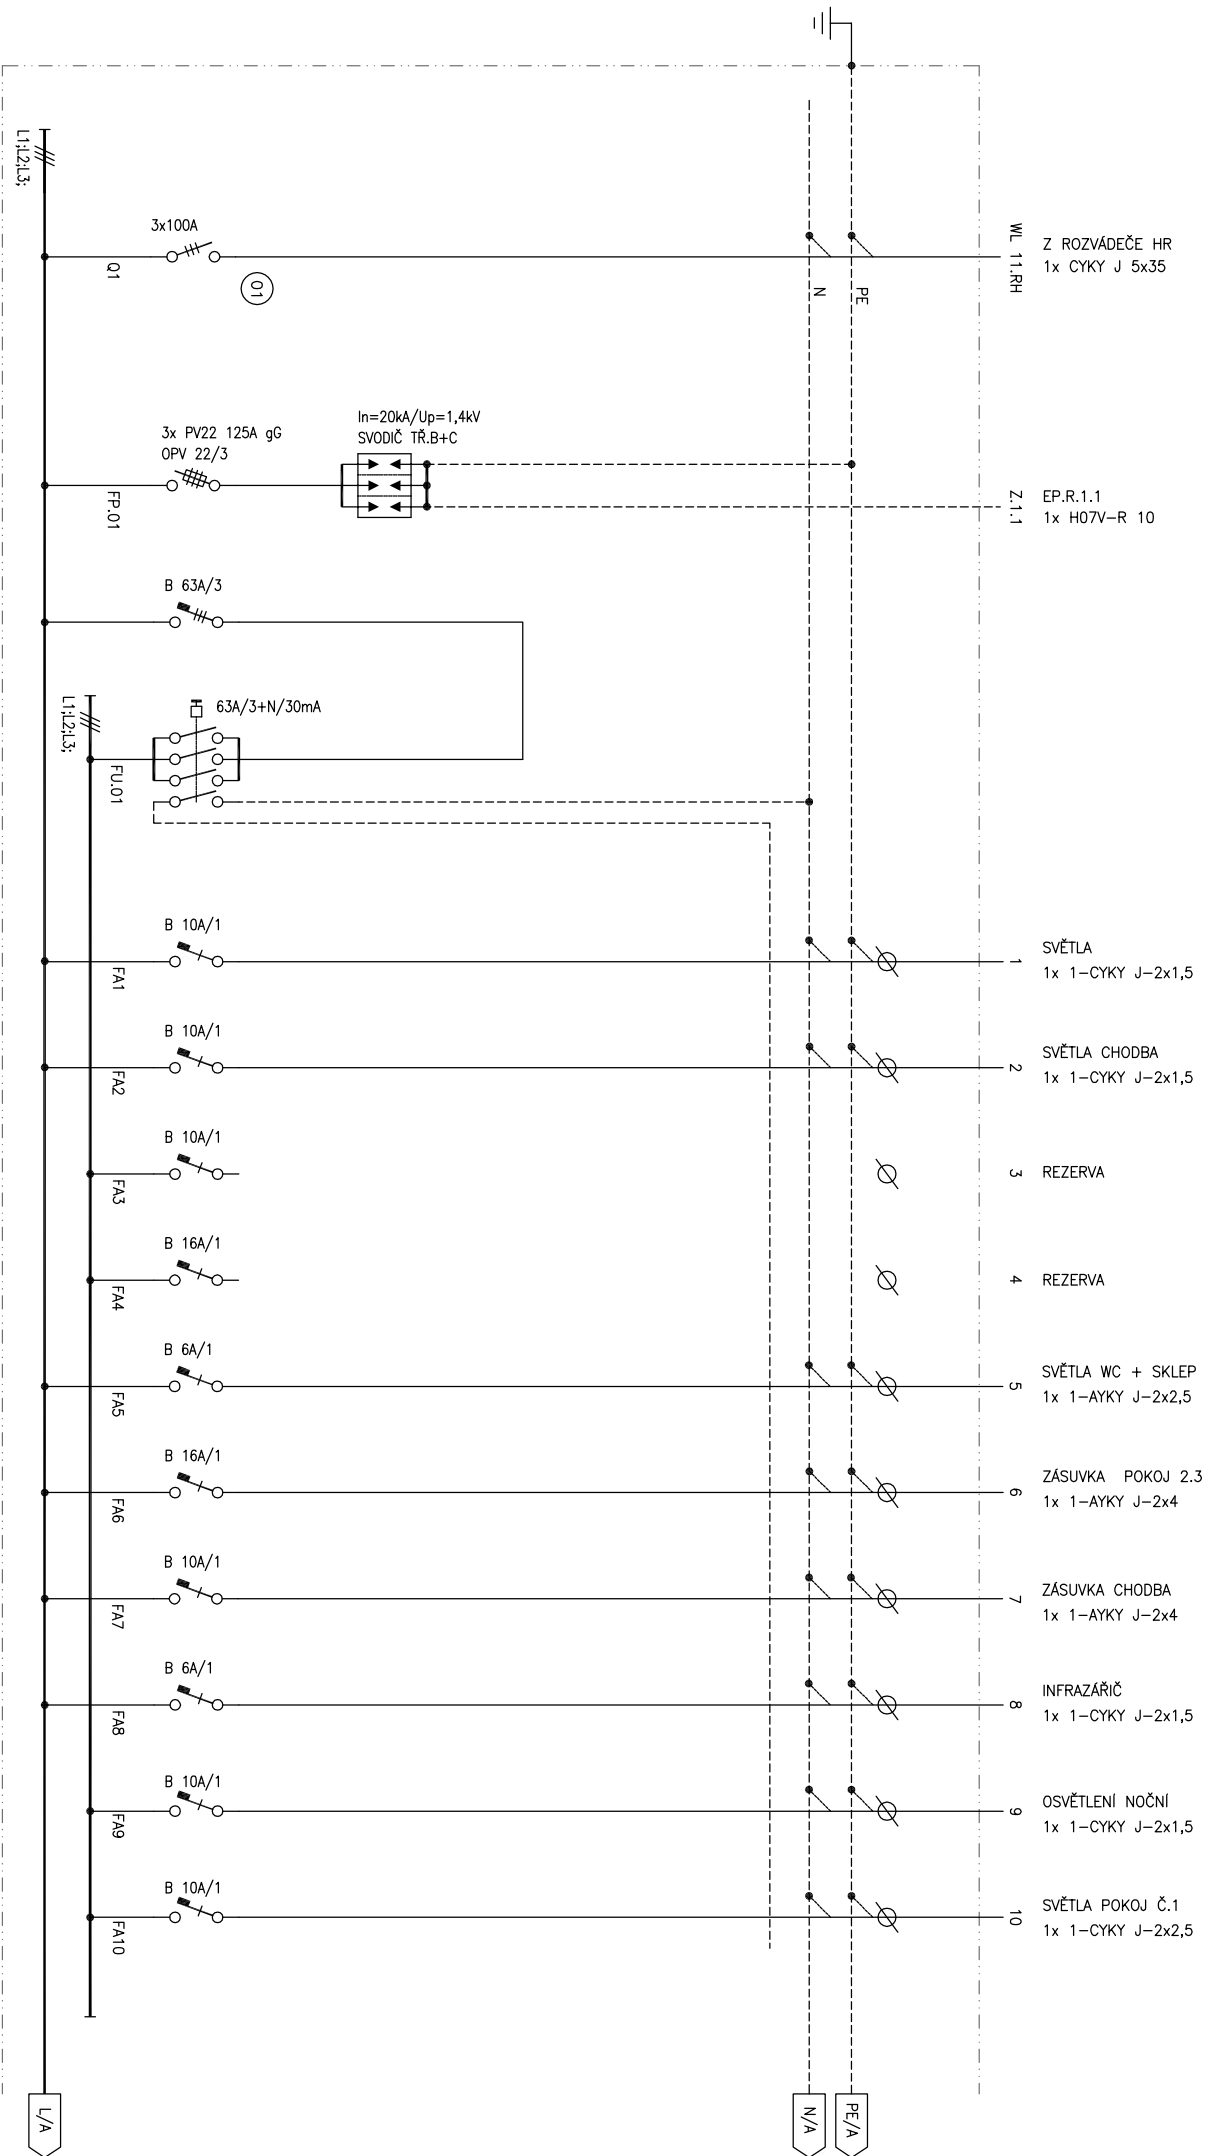 L1;L2;L3;
3x100A
Q1
01
N
PE
WL 11.RH
Z ROZVÁDEČE HR
1x CYKY J 5x35
3x PV22 125A gG
OPV 22/3
FP.01
In=20kA/Up=1,4kV
SVODIČ TŘ.B+C
Z.1.1
EP.R.1.1
1x H07V-R 10
B 63A/3
L1;L2;L3;
63A/3+N/30mA
FU.01
B 10A/1
FA1
1
SVĚTLA
1x 1-CYKY J-2x1,5
B 10A/1
FA2
2
SVĚTLA CHODBA
1x 1-CYKY J-2x1,5
B 10A/1
FA3
3
REZERVA
B 16A/1
FA4
4
REZERVA
B 6A/1
FA5
5
SVĚTLA WC + SKLEP
1x 1-AYKY J-2x2,5
B 16A/1
FA6
6
ZÁSUVKA POKOJ 2.3
1x 1-AYKY J-2x4
B 10A/1
FA7
7
ZÁSUVKA CHODBA
1x 1-AYKY J-2x4
B 6A/1
FA8
8
INFRAZÁŘIČ
1x 1-CYKY J-2x1,5
B 10A/1
FA9
9
OSVĚTLENÍ NOČNÍ
1x 1-CYKY J-2x1,5
B 10A/1
FA10
10
SVĚTLA POKOJ Č.1
1x 1-CYKY J-2x2,5
L/A
N/A
PE/A